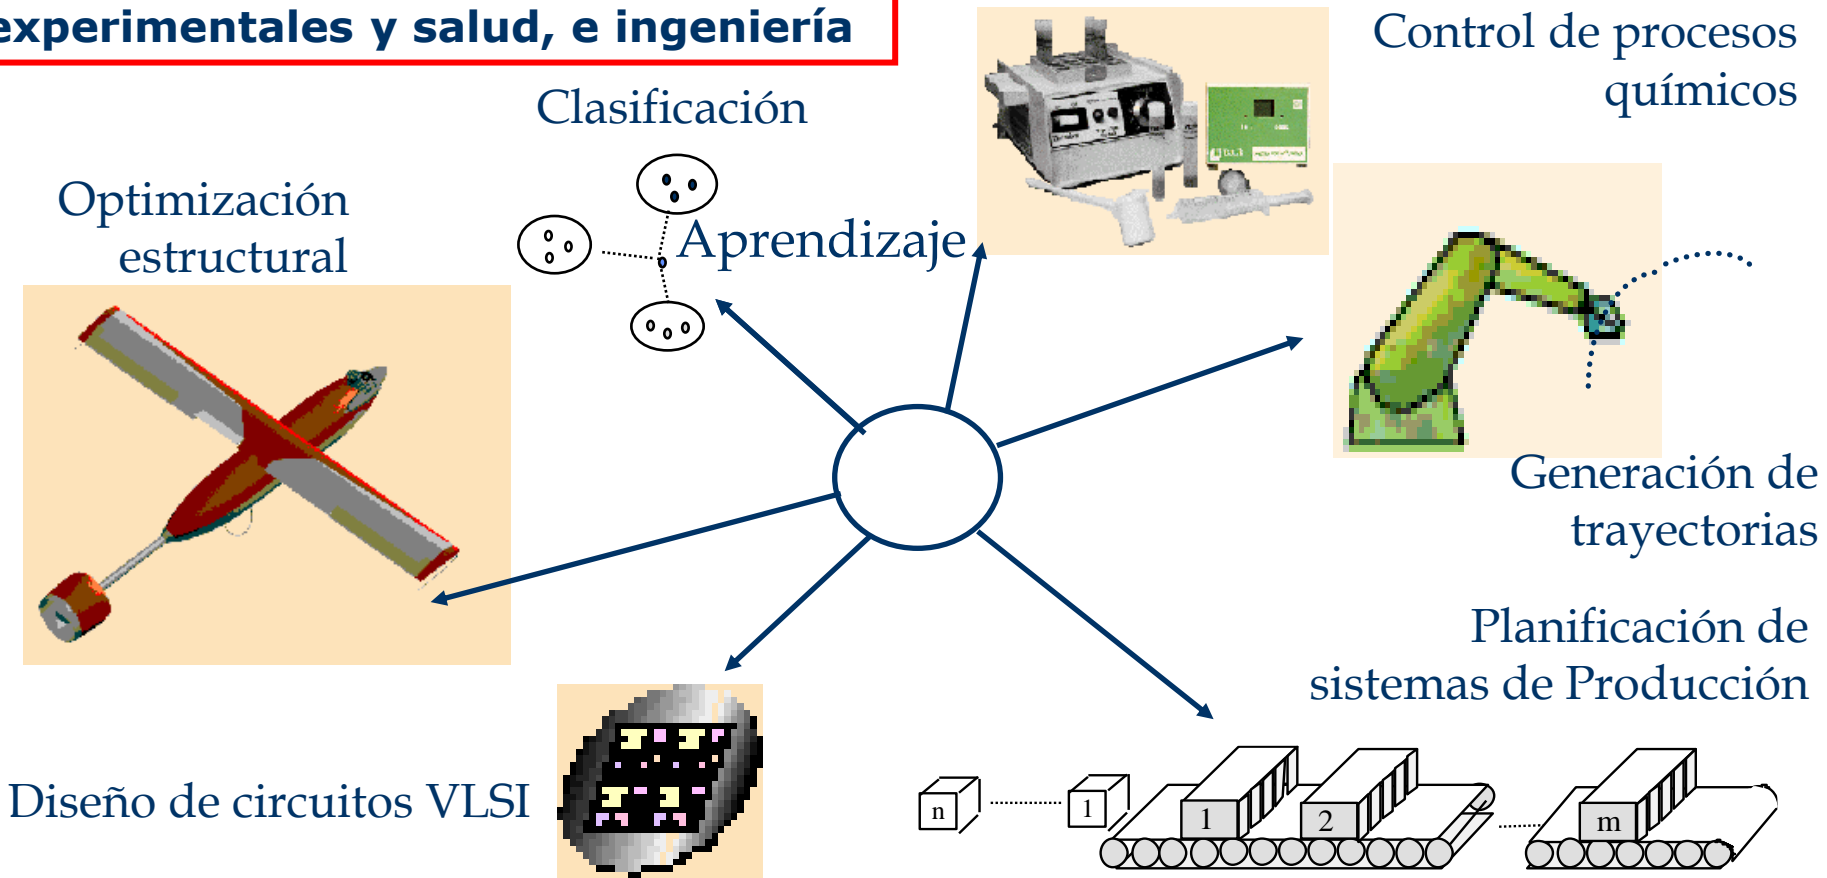 experimentales y salud, e ingeniería
Control de procesos
químicos
Clasificación
Aprendizaje
Optimización
estructural
Generación de
trayectorias
Planificación de
sistemas de Producción
Diseño de circuitos VLSI
n 1 1 2 m